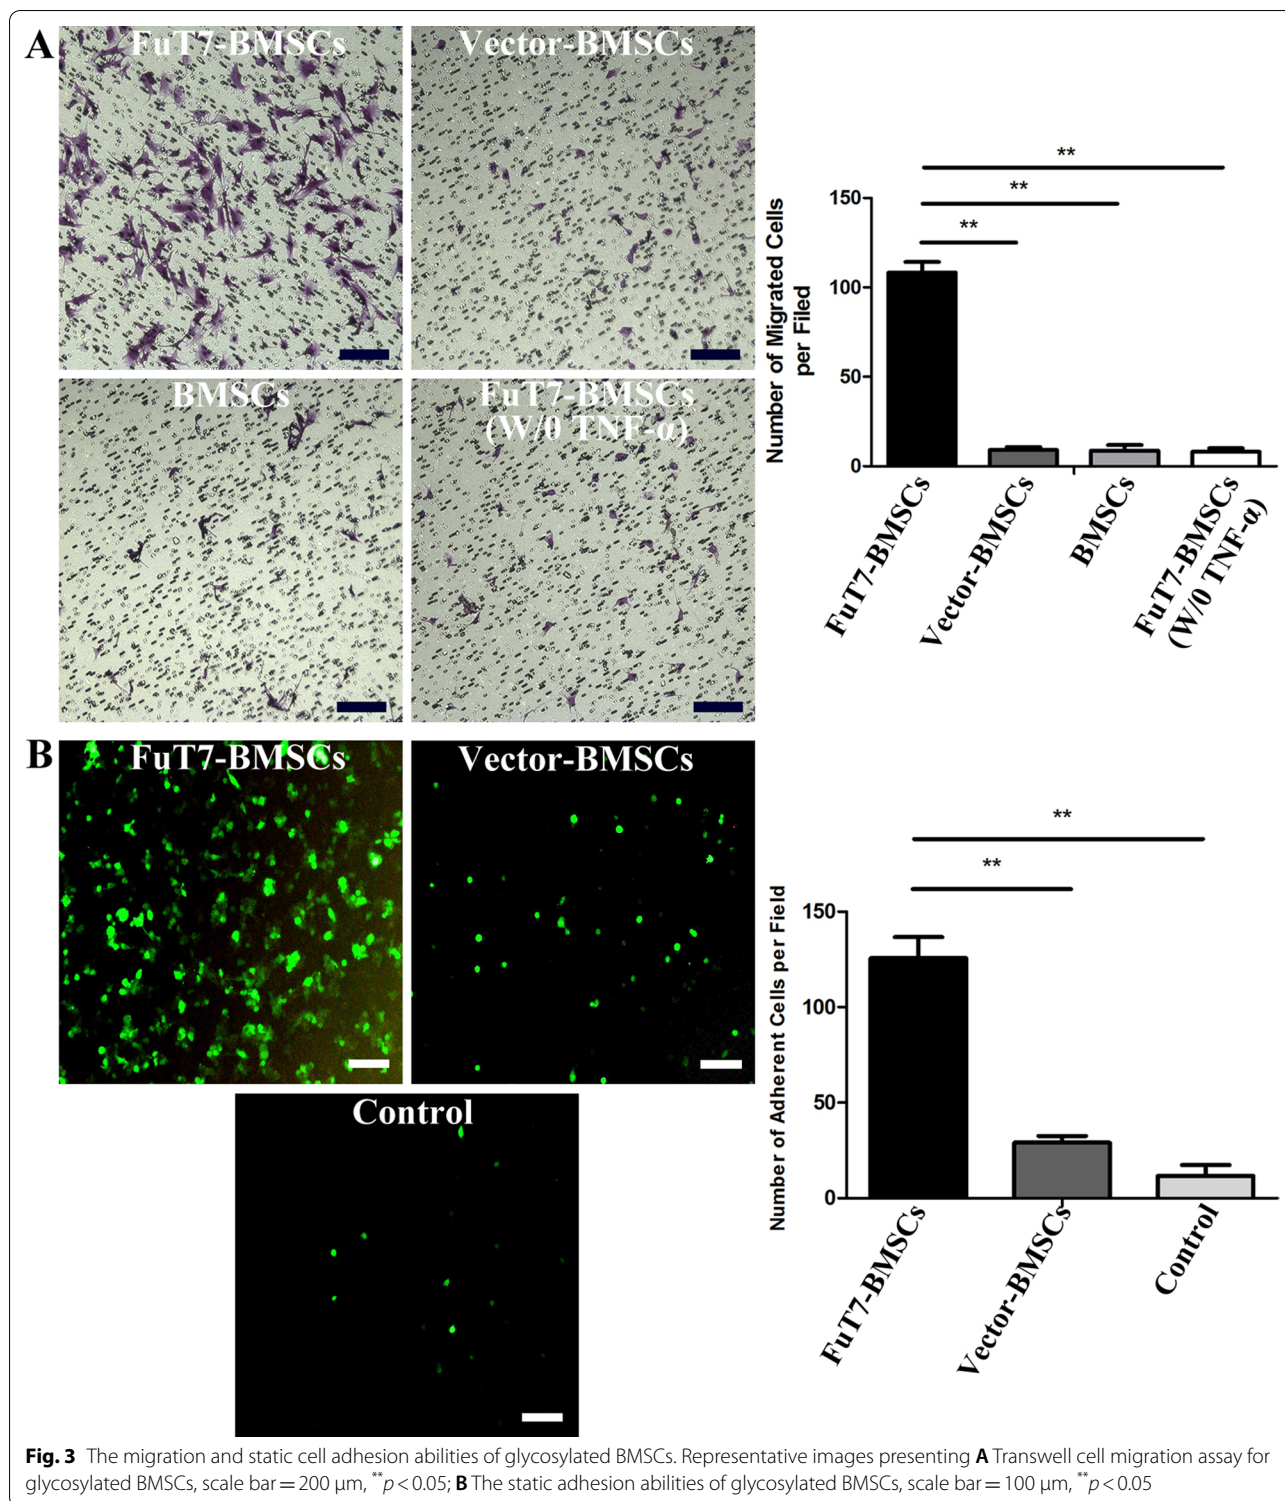 A
FuT7-BMSCs
Vector-BMSCs
BMSCs
FuT7-BMSCs
(W/0 TNF-α)
**
**
**
150
100
50
0
Number of Migrated Cells
per Filed
FuT7-BMSCs
Vector-BMSCs
BMSCs
FuT7-BMSCs
(W/0 TNF-α)
B
FuT7-BMSCs
Vector-BMSCs
Control
**
**
150
100
50
0
Number of Adherent Cells per Field
FuT7-BMSCs
Vector-BMSCs
Control
Fig. 3 The migration and static cell adhesion abilities of glycosylated BMSCs. Representative images presenting A Transwell cell migration assay for
glycosylated BMSCs, scale bar = 200 μm, **p < 0.05; B The static adhesion abilities of glycosylated BMSCs, scale bar = 100 μm, **p < 0.05